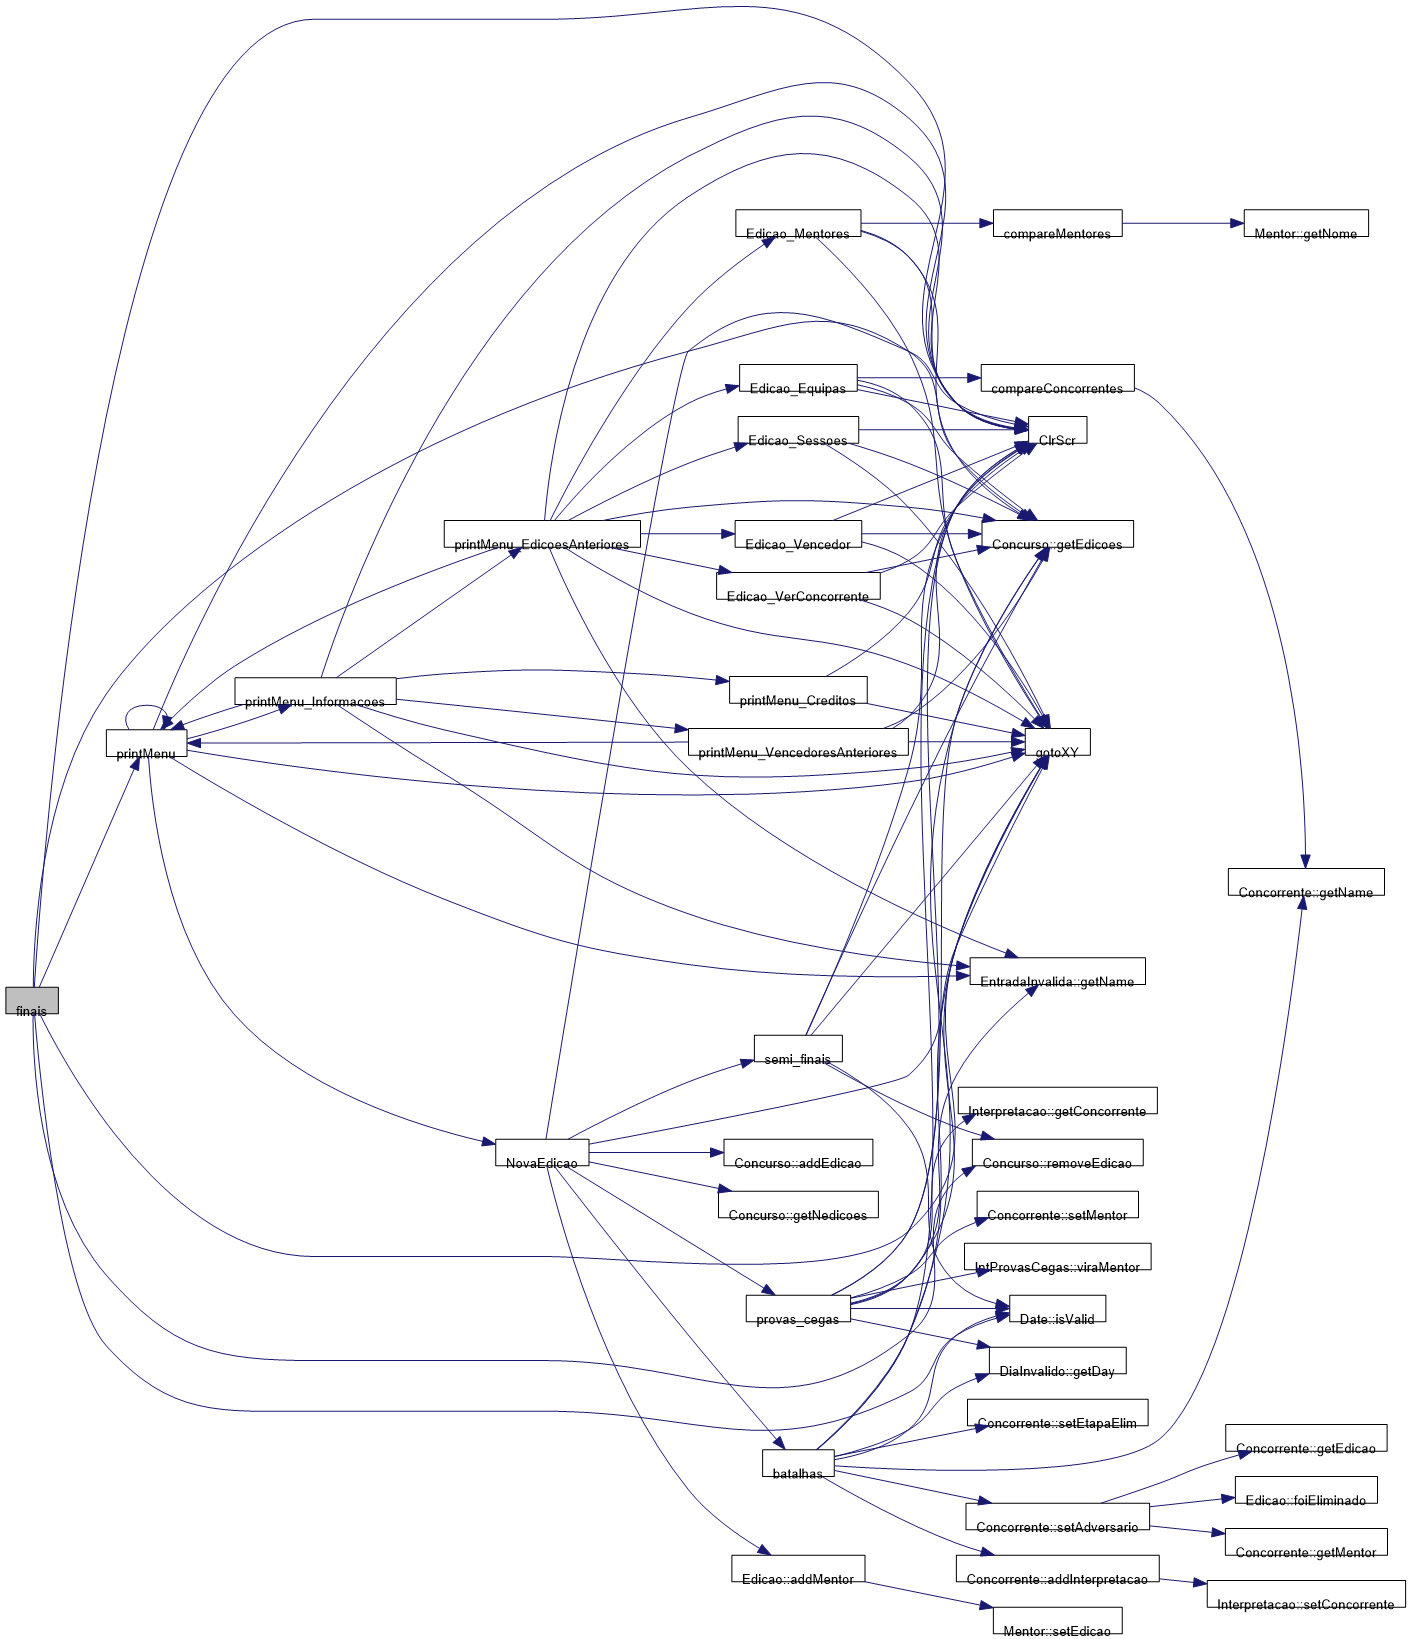 Edicao_Mentores
compareMentores
Mentor::getNome
Edicao_Equipas
compareConcorrentes
Edicao_Sessoes
ClrScr
printMenu_EdicoesAnteriores
Edicao_Vencedor
Concurso::getEdicoes
Edicao_VerConcorrente
printMenu_Informacoes
printMenu_Creditos
printMenu
printMenu_VencedoresAnteriores
gotoXY
Concorrente::getName
EntradaInvalida::getName
finais
semi_finais
Interpretacao::getConcorrente
NovaEdicao
Concurso::addEdicao
Concurso::removeEdicao
Concurso::getNedicoes
Concorrente::setMentor
IntProvasCegas::viraMentor
provas_cegas
Date::isValid
DiaInvalido::getDay
Concorrente::setEtapaElim
Concorrente::getEdicao
batalhas
Edicao::foiEliminado
Concorrente::setAdversario
Concorrente::getMentor
Edicao::addMentor
Concorrente::addInterpretacao
Interpretacao::setConcorrente
Mentor::setEdicao